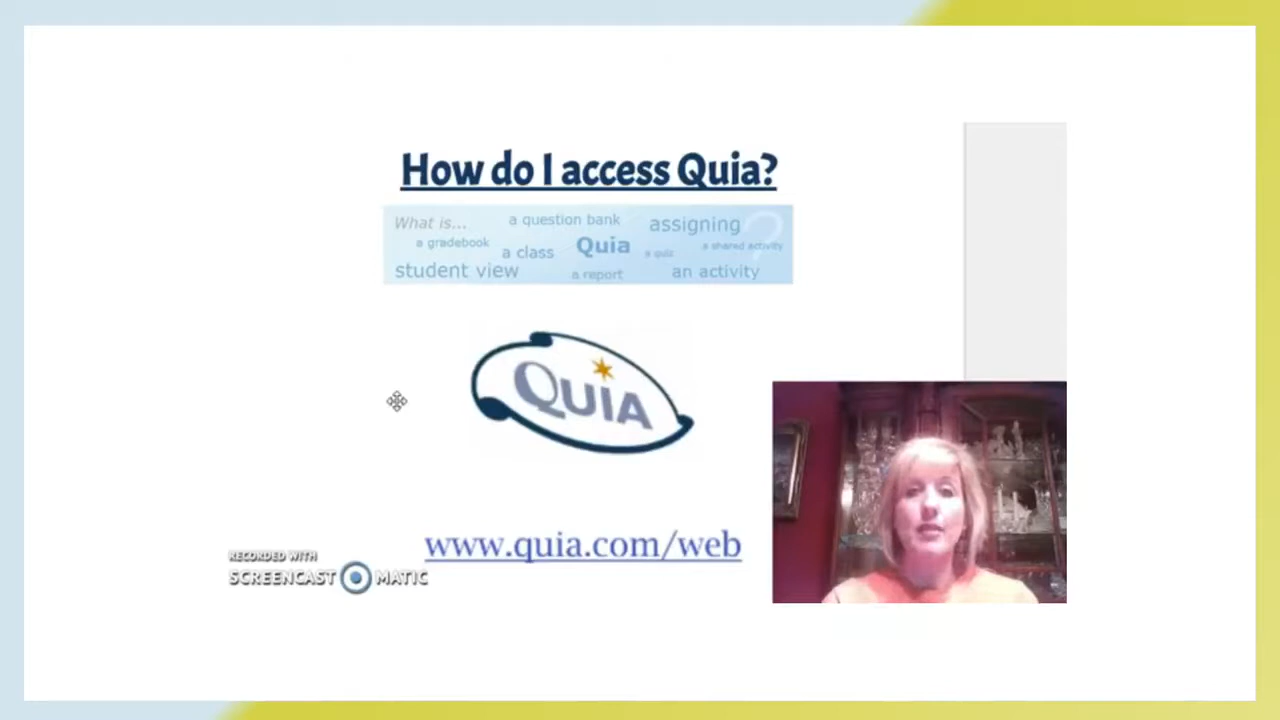 How do I access Quia?
What is... a question bank assigning
a gradebook a class Quia a quiz a shared activity
student view a report an activity
QUIA
www.quia.com/web
RECORDED WITH
SCREENCAST MATIC